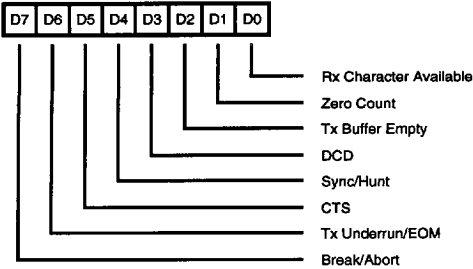 D7 D6 D5 D4 D3 D2 D1 D0
Rx Character Available
Zero Count
Tx Buffer Empty
DCD
Sync/Hunt
CTS
Tx Underrun/EOM
Break/Abort